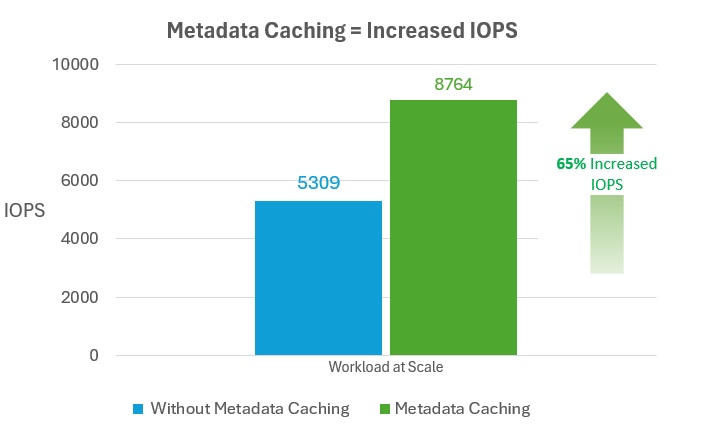 Metadata Caching = Increased IOPS
10000
8764
8000
65% Increased
IOPS
6000
5309
IOPS
4000
2000
0
Workload at Scale
Without Metadata Caching
Metadata Caching